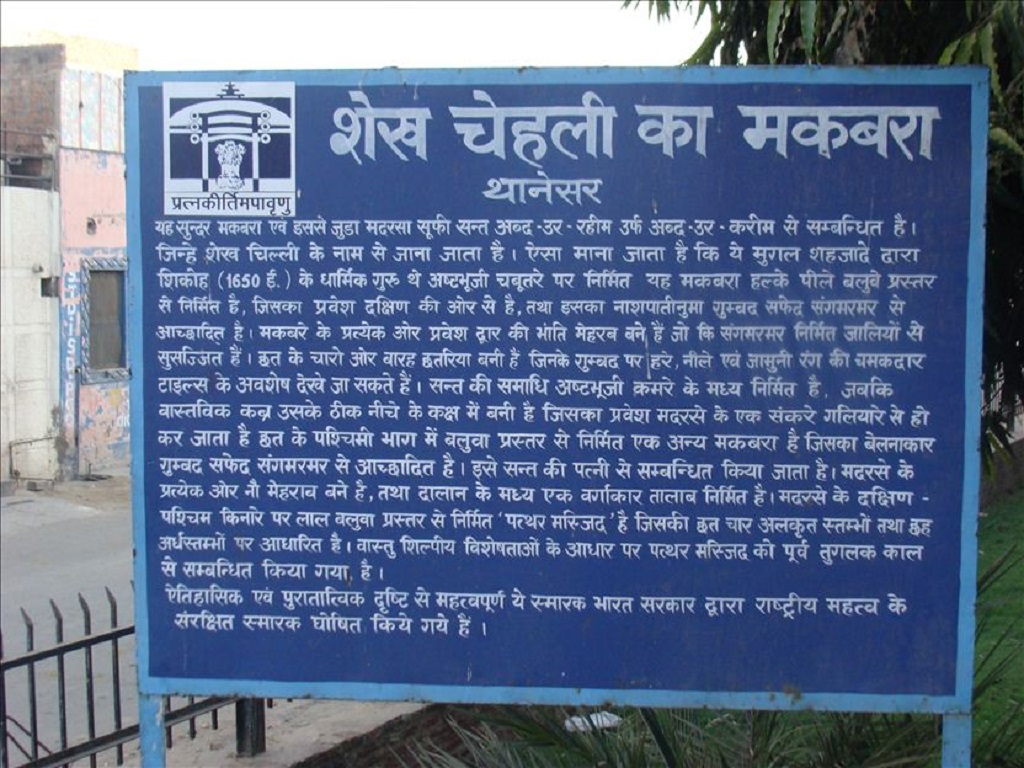 शेख चेहली का मकबरा
प्रत्नकीर्तिमपावृणु
थानेसर
यह सुन्दर मकबरा एवं इससे जुडा मदरसा सूफी सन्त अब्द-उर-रहीम उर्फ अब्द-उर-करीम से सम्बन्धित है।
जिन्हे शेख चिल्ली के नाम से जाना जाता है। ऐसा माना जाता है कि ये मुगल शहजादे द्वारा
शिकोह (1650 ई.) के धार्मिक गुरू थे अष्टभूजी चबूतरे पर निर्मित यह मकबरा हल्के पीले बलुवे प्रस्तर
से निर्मित है, जिसका प्रवेश दक्षिण की ओर से है, तथा इसका नाशपातीनुमा गुम्बद सफेद संगमरमर से
आच्छादित है। मकबरे के प्रत्येक ओर प्रवेश द्वार की भांति मेहरब बने हैं जो कि संगमरमर निर्मित जालियों से
सुसज्जित हैं। छत के चारो ओर बारह छतरिया बनी हैं जिनके गुम्बद पर हरे, नीले एवं जामुनी रंग की चमकदार
टाइल्स के अवशेष देखे जा सकते हैं। सन्त की समाधि अष्टभूजी कमरे के मध्य निर्मित है, जबकि
वास्तविक कब्र उसके ठीक नीचे के कक्ष में बनी है जिसका प्रवेश मदरसे के एक संकरे गलियारे से हो
कर जाता है छत के पश्चिमी भाग में बलुवा प्रस्तर से निर्मित एक अन्य मकबरा है जिसका बेलनाकार
गुम्बद सफेद संगमरमर से आच्छादित है। इसे सन्त की पत्नी से सम्बन्धित किया जाता है। मदरसे के
प्रत्येक ओर नौ मेहराब बने है, तथा दालान के मध्य एक वर्गाकार तालाब निर्मित है। मदरसे के दक्षिण -
पश्चिम किनारे पर लाल बलुवा प्रस्तर से निर्मित 'पत्थर मस्जिद' है जिसकी छत चार अलकृत स्तम्भों तथा छह
अर्धस्तम्भों पर आधारित है। वास्तु शिल्पीय विशेषताओं के आधार पर पत्थर मस्जिद को पूर्व तुगलक काल
से सम्बन्धित किया गया है।
ऐतिहासिक एवं पुरातात्विक दृष्टि से महत्वपूर्ण ये स्मारक भारत सरकार द्वारा राष्ट्रीय महत्व के
संरक्षित स्मारक घोषित किये गये हैं।